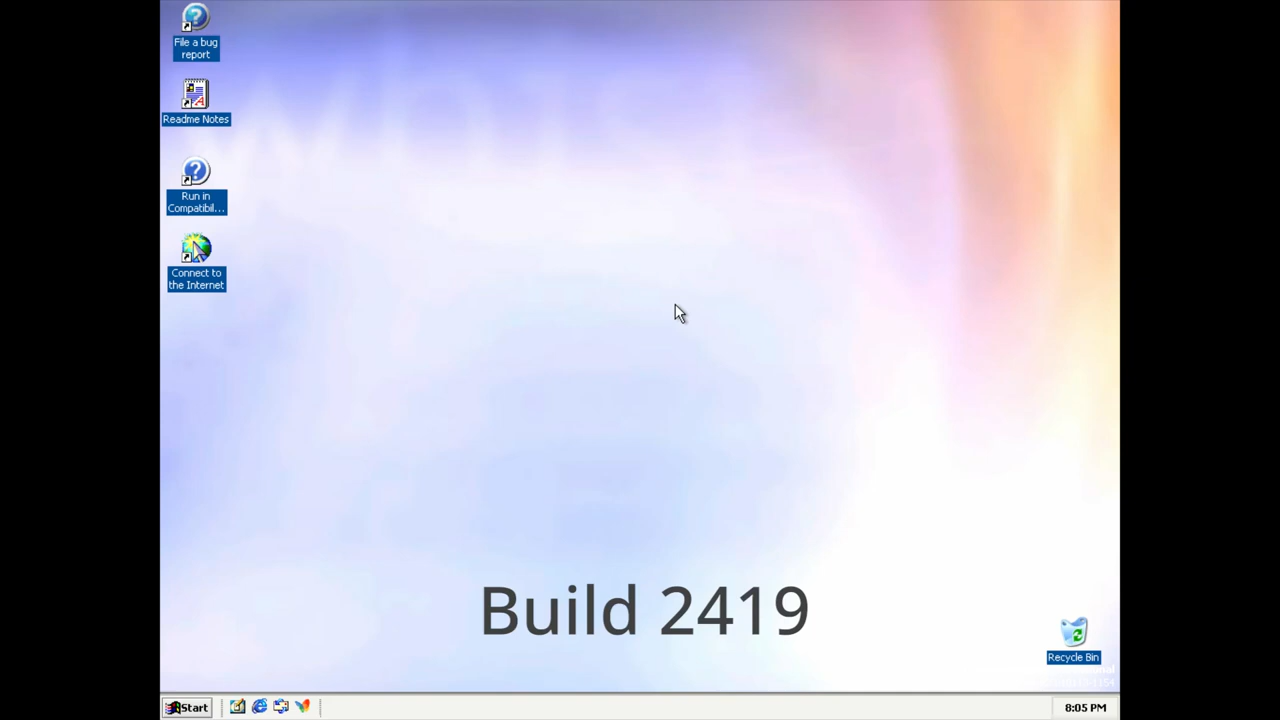 File a bug
report
Readme Notes
Run in
Compatibil...
Connect to
the Internet
Build 2419
Recycle Bin
Start
8:05 PM